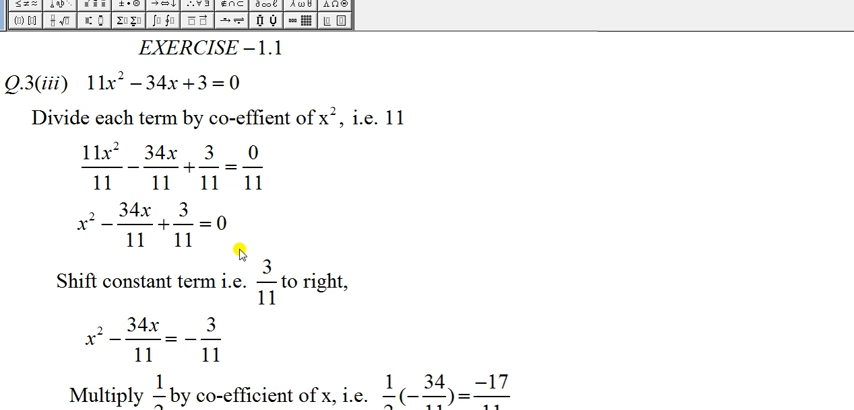 EXERCISE – 1.1
Q.3(iii) 11x² − 34x + 3 = 0
Divide each term by co-effient of x², i.e. 11
11x²/11 − 34x/11 + 3/11 = 0/11
x² − 34x/11 + 3/11 = 0
Shift constant term i.e. 3/11 to right,
x² − 34x/11 = − 3/11
Multiply 1/2 by co-efficient of x, i.e. 1/2(− 34/11) = −17/11